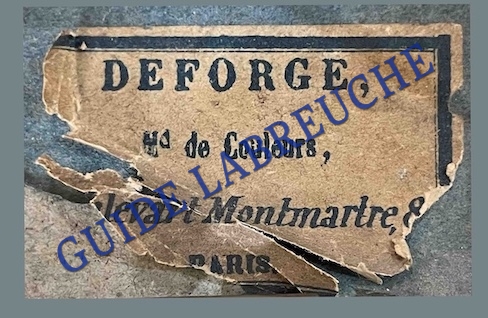 DEFORGE,
Md de Couleurs,
Montmartre, 8
PARIS.
GUIDE LABREUCHE